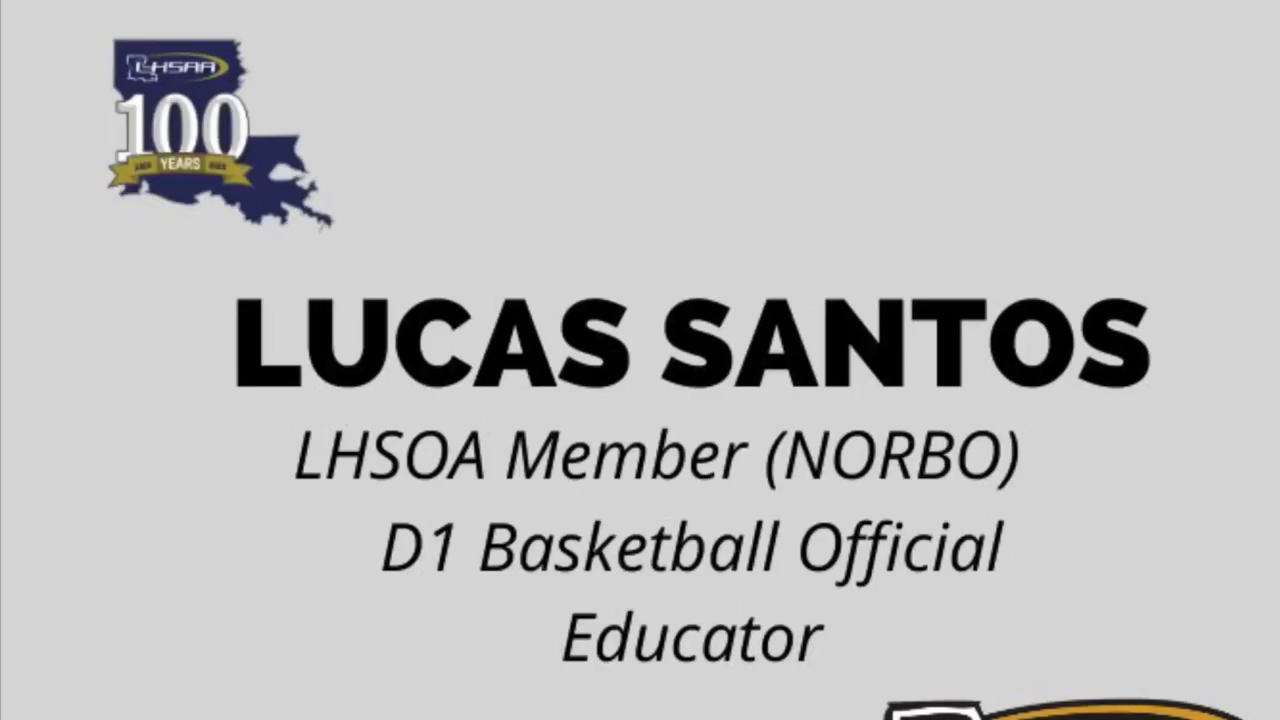 LHSAA
100
YEARS
LUCAS SANTOS
LHSOA Member (NORBO)
D1 Basketball Official
Educator